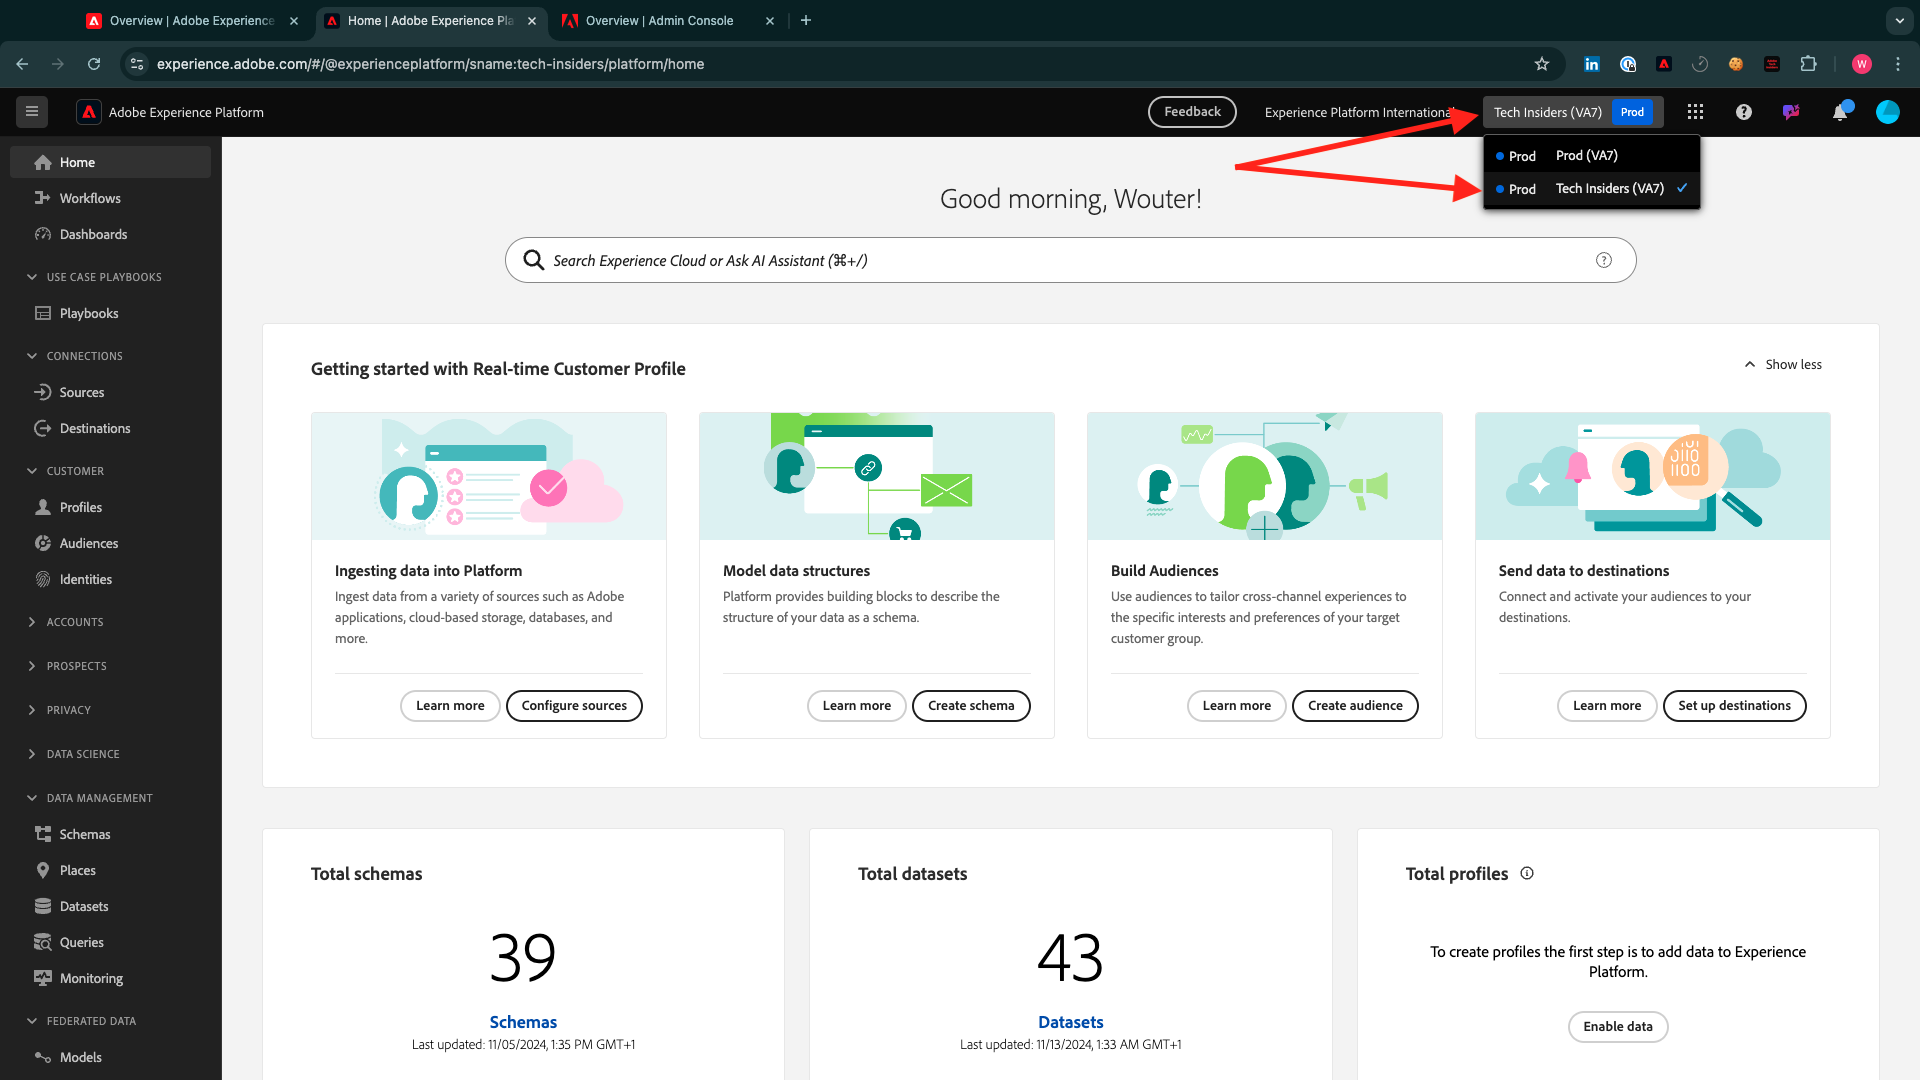 Overview | Adobe Experience
Home | Adobe Experience Pla
Overview | Admin Console
experience.adobe.com/#/@experienceplatform/sname:tech-insiders/platform/home
W
Adobe Experience Platform
Feedback
Experience Platform International
Tech Insiders (VA7)
Prod
Prod Prod (VA7)
Prod Tech Insiders (VA7)
Home
Workflows
Dashboards
USE CASE PLAYBOOKS
Playbooks
CONNECTIONS
Sources
Destinations
CUSTOMER
Profiles
Audiences
Identities
ACCOUNTS
PROSPECTS
PRIVACY
DATA SCIENCE
DATA MANAGEMENT
Schemas
Places
Datasets
Queries
Monitoring
FEDERATED DATA
Models
Good morning, Wouter!
Search Experience Cloud or Ask AI Assistant (⌘+/)
Getting started with Real-time Customer Profile
Show less
Ingesting data into Platform
Ingest data from a variety of sources such as Adobe
applications, cloud-based storage, databases, and
more.
Learn more
Configure sources
Model data structures
Platform provides building blocks to describe the
structure of your data as a schema.
Learn more
Create schema
Build Audiences
Use audiences to tailor cross-channel experiences to
the specific interests and preferences of your target
customer group.
Learn more
Create audience
Send data to destinations
Connect and activate your audiences to your
destinations.
Learn more
Set up destinations
Total schemas
39
Schemas
Last updated: 11/05/2024, 1:35 PM GMT+1
Total datasets
43
Datasets
Last updated: 11/13/2024, 1:33 AM GMT+1
Total profiles
To create profiles the first step is to add data to Experience
Platform.
Enable data